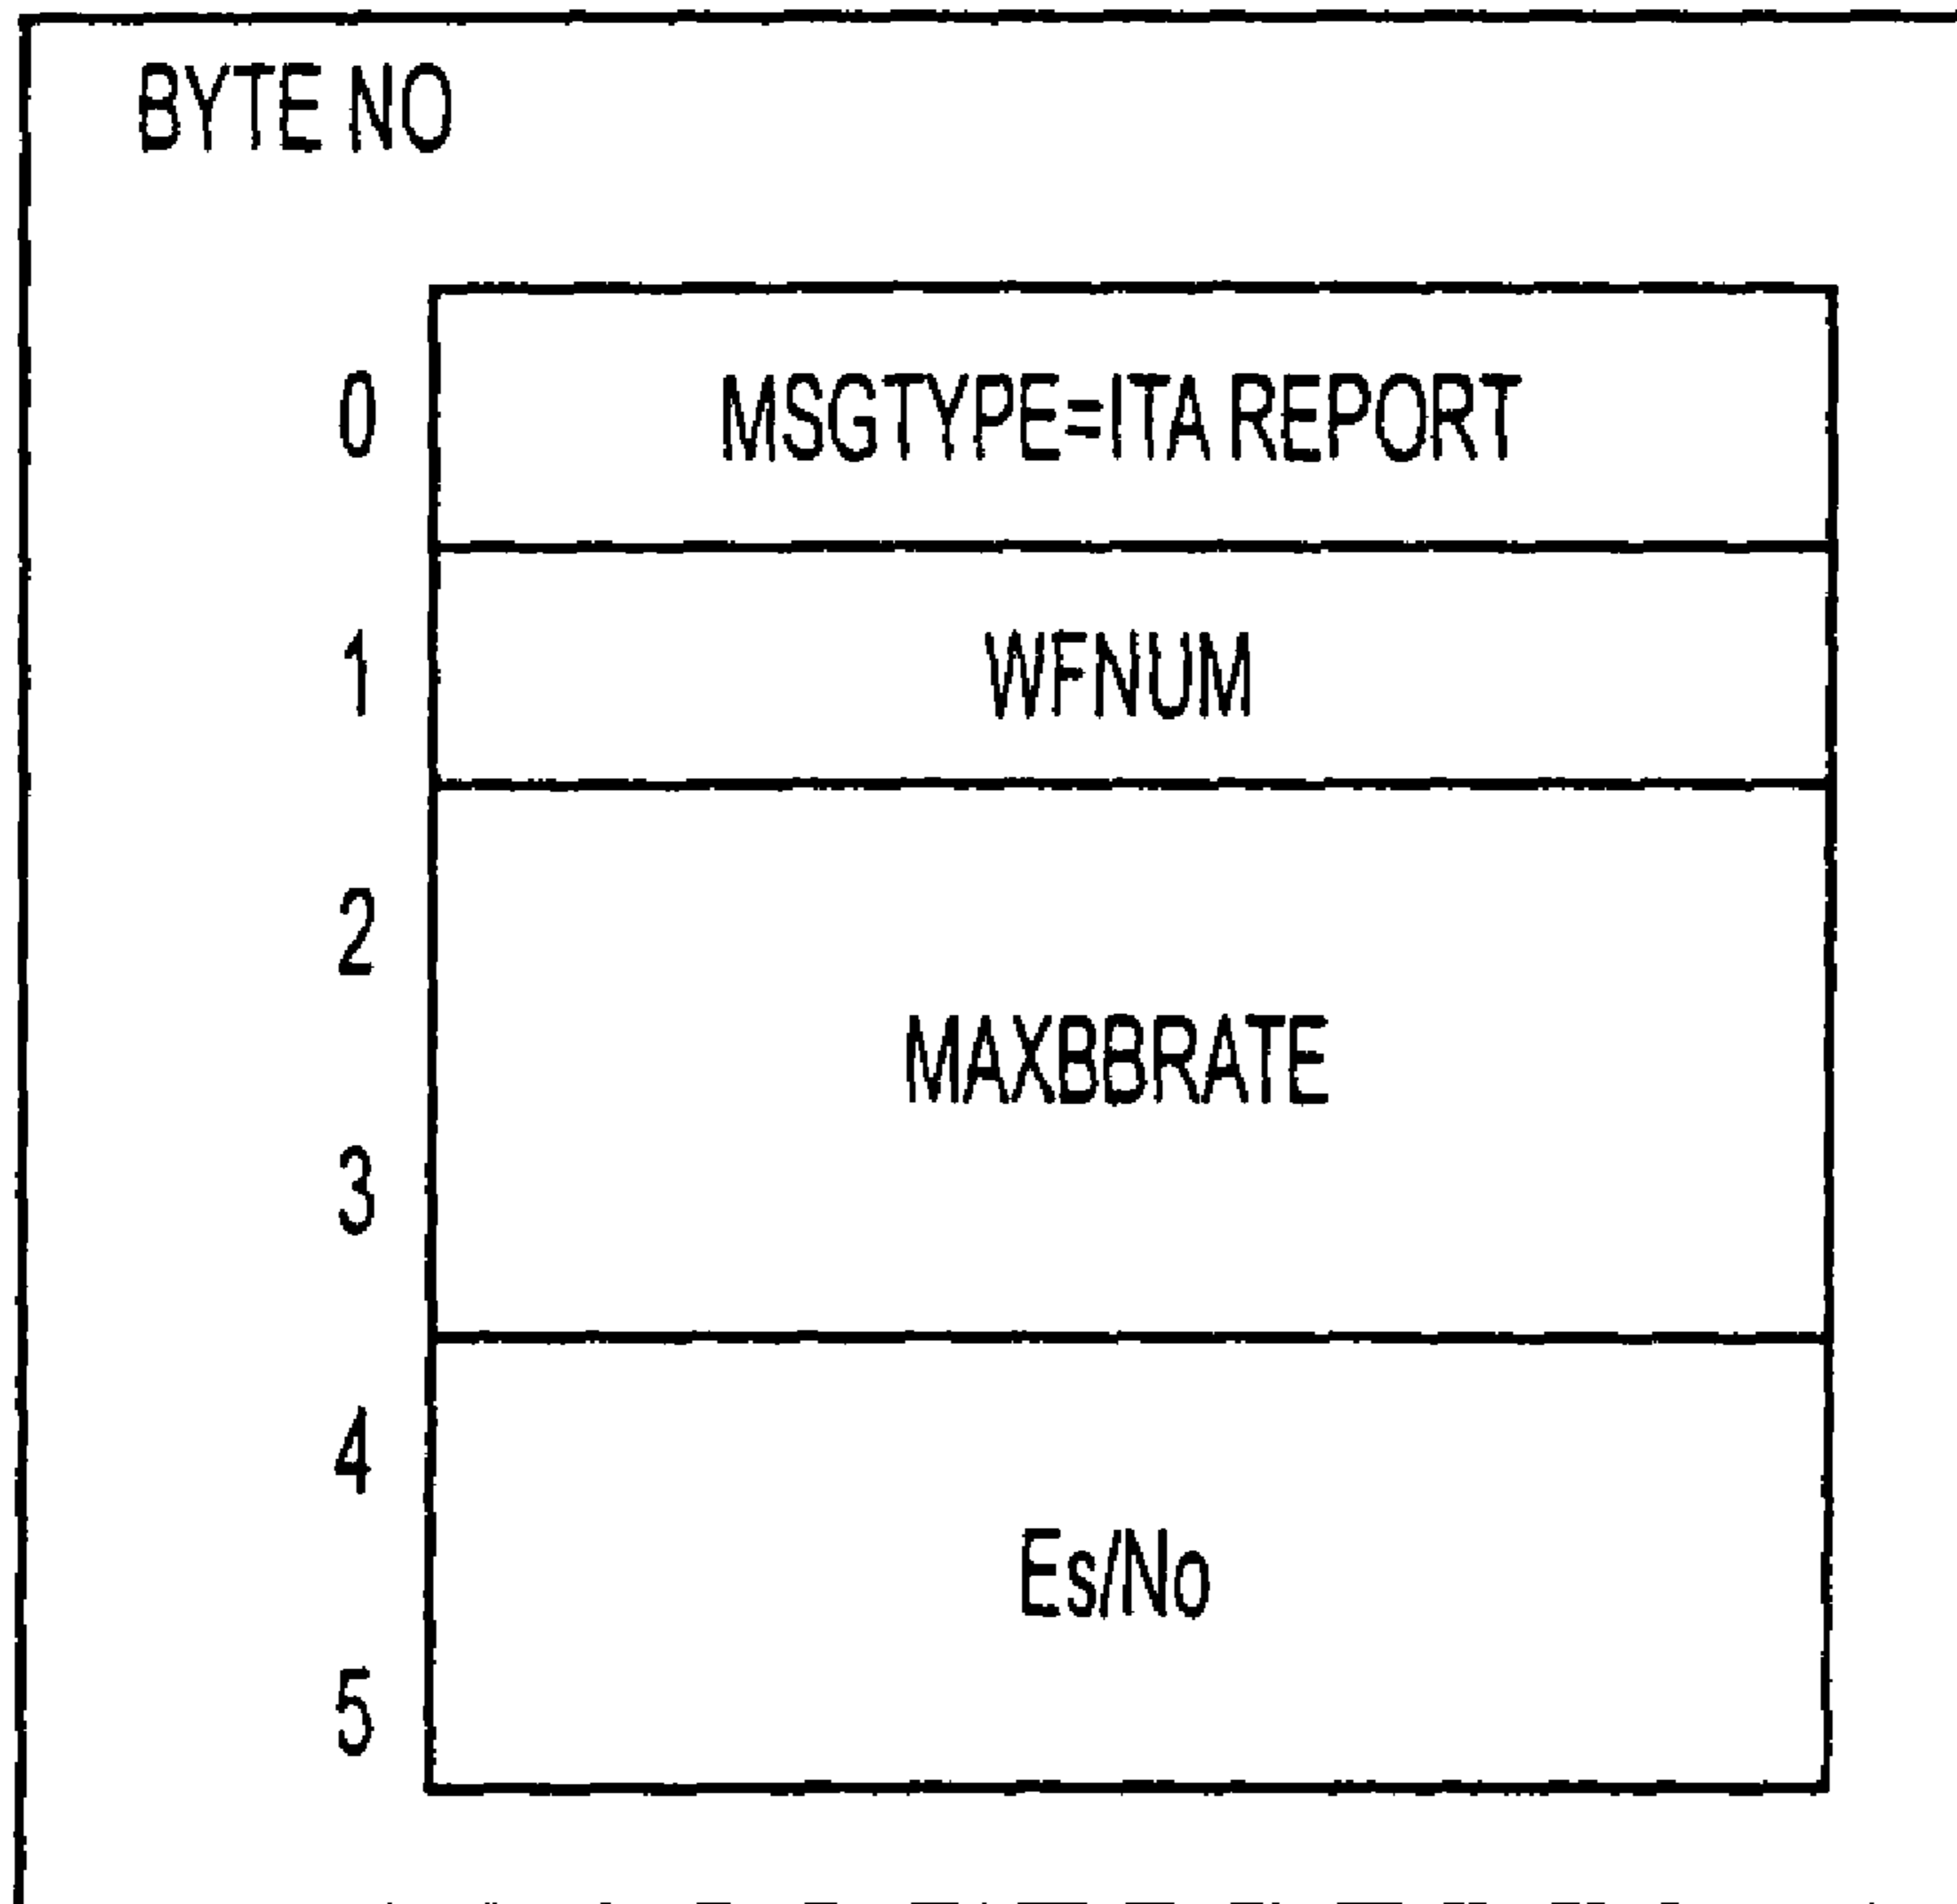 BYTE NO
0 MSGTYPE=ITA REPORT
1 WFNUM
2
MAXBBRATE
3
4
Es/No
5